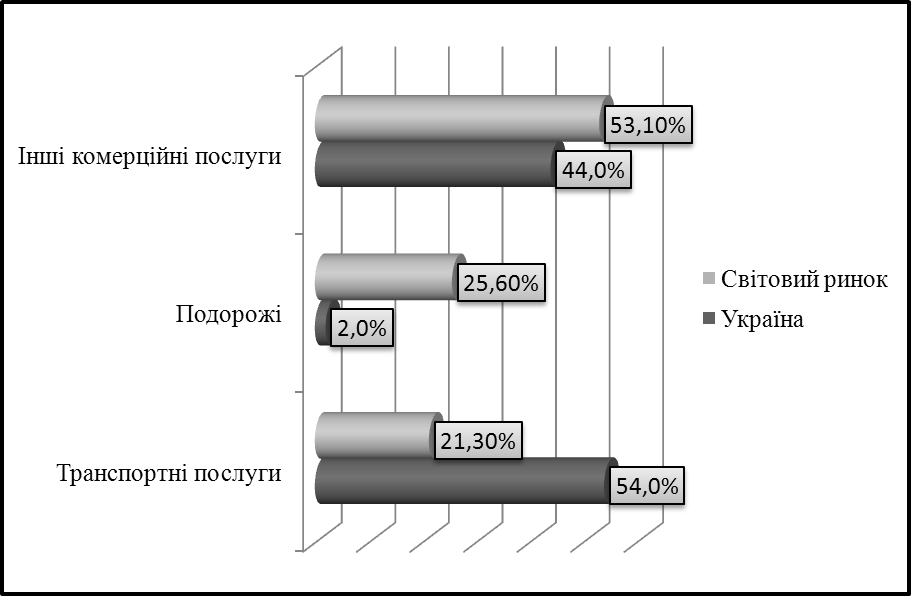 53,10%
Інші комерційні послуги
44,0%
25,60%
Подорожі
2,0%
21,30%
Транспортні послуги
54,0%
Світовий ринок
Україна